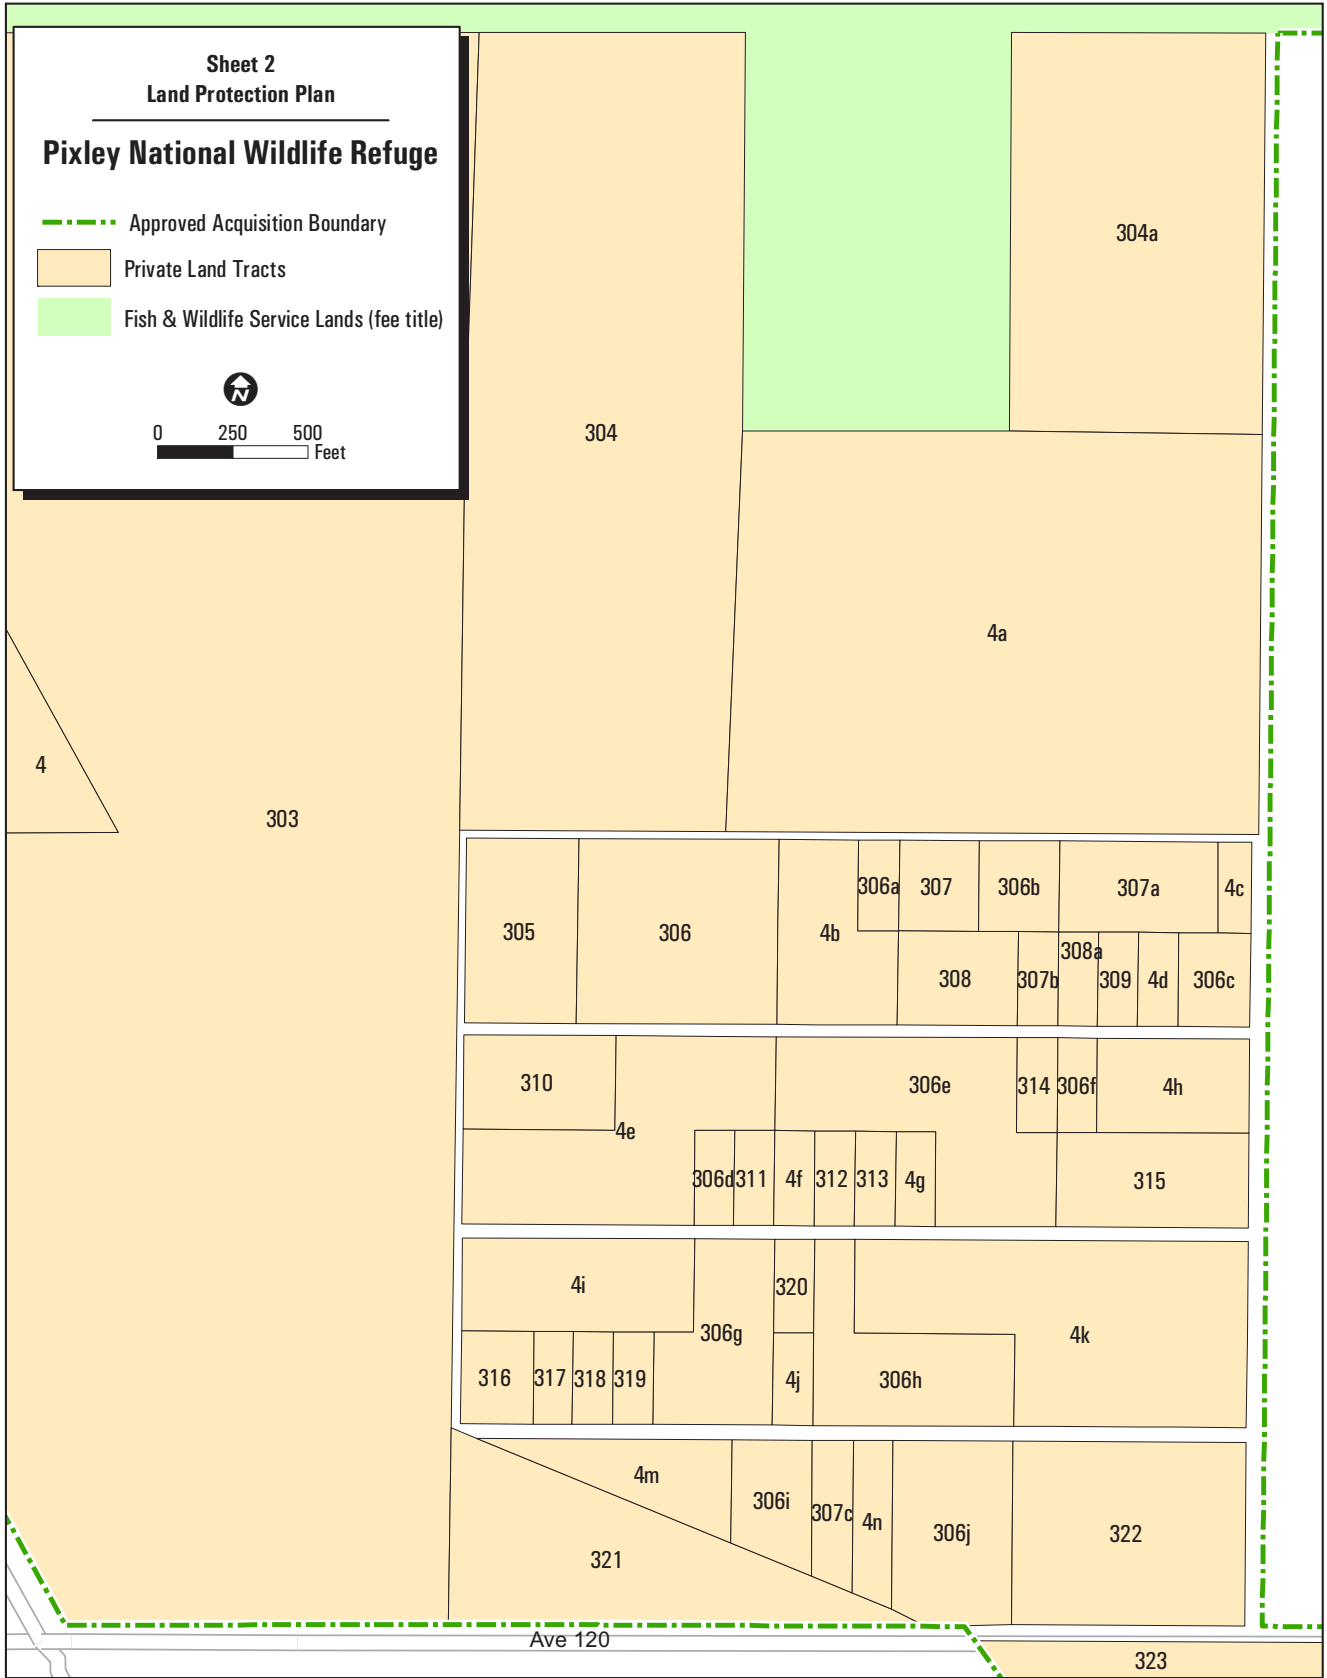 Sheet 2
Land Protection Plan
Pixley National Wildlife Refuge
Approved Acquisition Boundary
Private Land Tracts
Fish & Wildlife Service Lands (fee title)
N
0 250 500
Feet
304a
304
4a
4
303
305
306
4b
306a
307
306b
307a
4c
308
307b
308a
309
4d
306c
310
4e
306e
314
306f
4h
306d
311
4f
312
313
4g
315
4i
306g
320
4k
316
317
318
319
4j
306h
4m
306i
307c
4n
306j
322
321
Ave 120
323